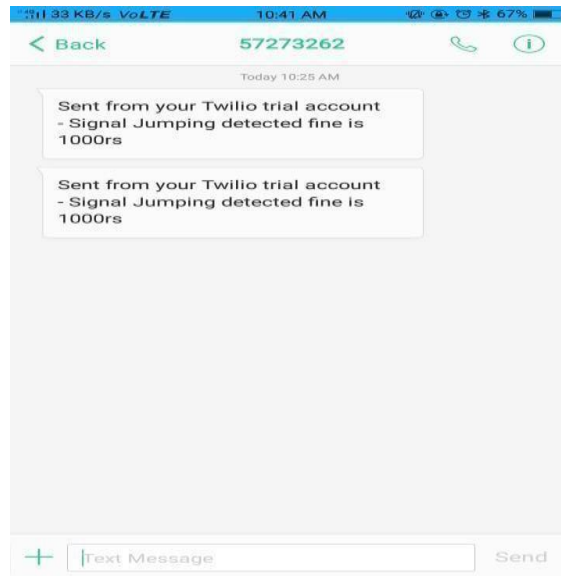 33 KB/s VoLTE 10:41 AM 67%
Back 57273262
Today 10:25 AM
Sent from your Twilio trial account
- Signal Jumping detected fine is
1000rs
Sent from your Twilio trial account
- Signal Jumping detected fine is
1000rs
Text Message Send